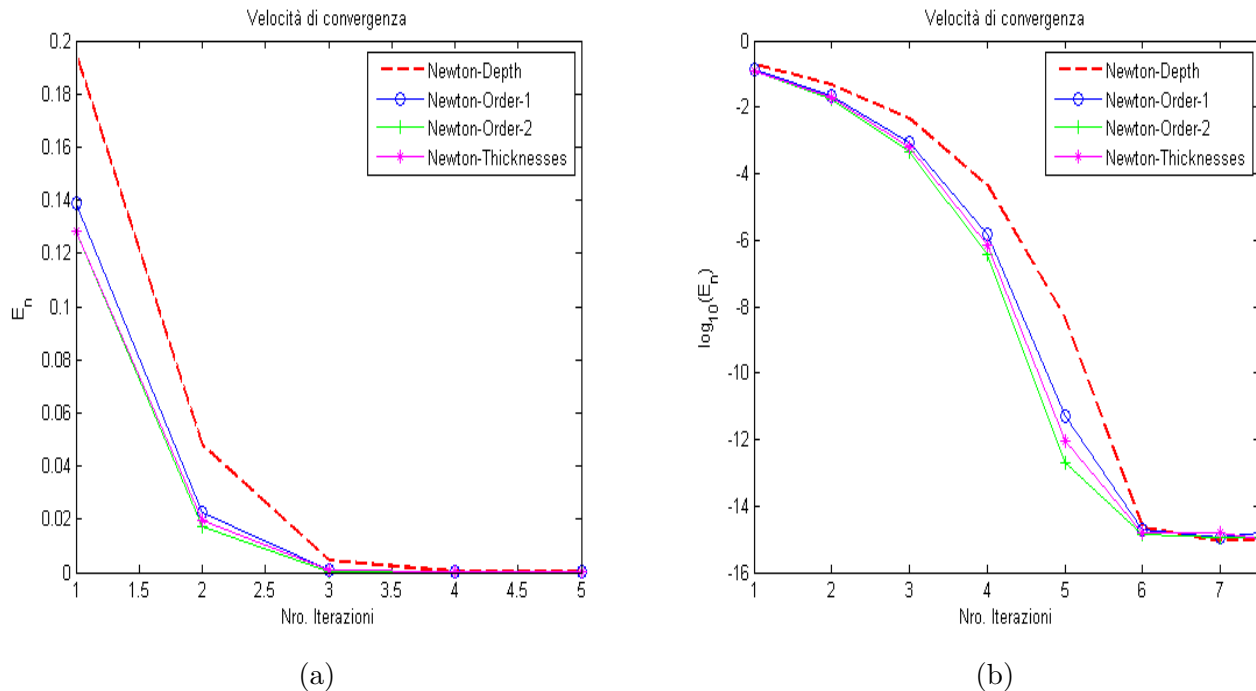 Velocità di convergenza
E_n
0.2
0.18
0.16
0.14
0.12
0.1
0.08
0.06
0.04
0.02
0
Newton-Depth
Newton-Order-1
Newton-Order-2
Newton-Thicknesses
1 1.5 2 2.5 3 3.5 4 4.5 5
Nro. Iterazioni
(a)
Velocità di convergenza
log_10(E_n)
0
-2
-4
-6
-8
-10
-12
-14
-16
Newton-Depth
Newton-Order-1
Newton-Order-2
Newton-Thicknesses
1 2 3 4 5 6 7
Nro. Iterazioni
(b)